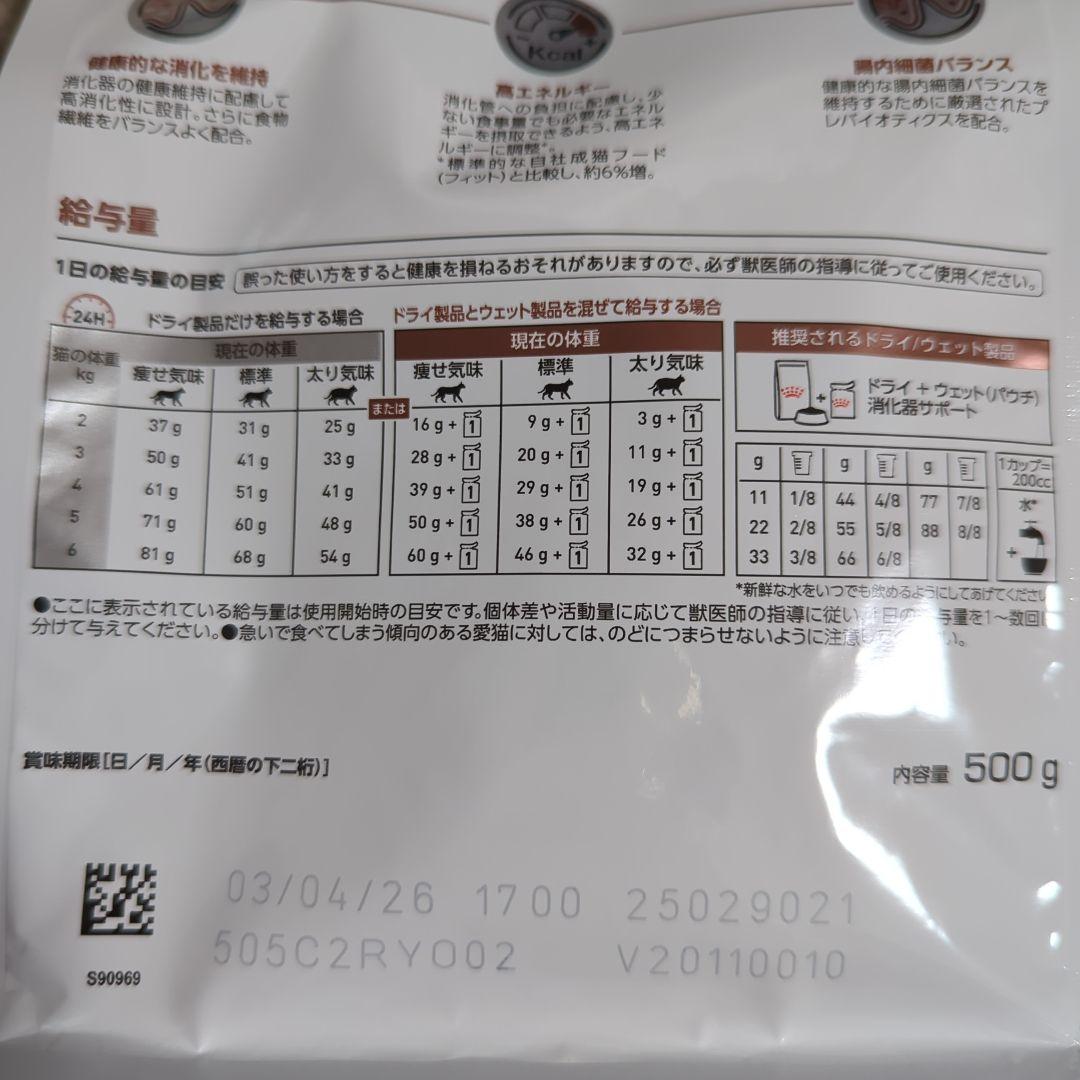 健康的な消化を維持
消化器の健康維持に配慮して
高消化性に設計。さらに食物
繊維をバランスよく配合。
Kcal
高エネルギー
消化管への負担に配慮し、少
ない食事量でも必要なエネル
ギーを摂取できるよう、高エネ
ルギーに調整*。
*標準的な自社成猫フード
(フィット)と比較し、約6%増。
腸内細菌バランス
健康的な腸内細菌バランスを
維持するために厳選されたプ
レバイオティクスを配合。
給与量
1日の給与量の目安 誤った使い方をすると健康を損ねるおそれがありますので、必ず獣医師の指導に従ってご使用ください。
24H ドライ製品だけを給与する場合 ドライ製品とウェット製品を混ぜて給与する場合
猫の体重 kg 現在の体重 現在の体重
痩せ気味 標準 太り気味 または 痩せ気味 標準 太り気味
2 37 g 31 g 25 g 16 g + 1 9 g + 1 3 g + 1
3 50 g 41 g 33 g 28 g + 1 20 g + 1 11 g + 1
4 61 g 51 g 41 g 39 g + 1 29 g + 1 19 g + 1
5 71 g 60 g 48 g 50 g + 1 38 g + 1 26 g + 1
6 81 g 68 g 54 g 60 g + 1 46 g + 1 32 g + 1
推奨されるドライ/ウェット製品
+ ドライ + ウェット(パウチ)
消化器サポート
g g g 1カップ=
200cc
11 1/8 44 4/8 77 7/8 水*
22 2/8 55 5/8 88 8/8
33 3/8 66 6/8 +
*新鮮な水をいつでも飲めるようにしてあげてください
●ここに表示されている給与量は使用開始時の目安です。個体差や活動量に応じて獣医師の指導に従い、1日の 与量を1〜数回に
分けて与えてください。●急いで食べてしまう傾向のある愛猫に対しては、のどにつまらせないように注意 い。
賞味期限[日/月/年(西暦の下二桁)]
内容量 500 g
03/04/26 17 00 25029021
505C2RY002 V20110010
S90969